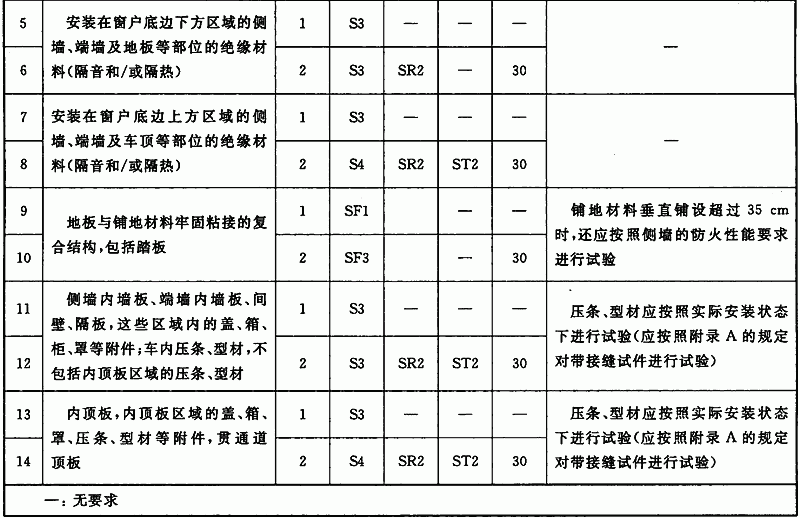 5 安装在窗户底边下方区域的侧 1 S3 — — —
墙、端墙及地板等部位的绝缘材 —
6 料(隔音和/或隔热) 2 S3 SR2 — 30
7 安装在窗户底边上方区域的侧 1 S3 — — —
墙、端墙及车顶等部位的绝缘材 —
8 料(隔音和/或隔热) 2 S4 SR2 ST2 30
9 地板与铺地材料牢固粘接的复 1 SF1 — — 铺地材料垂直铺设超过 35 cm
合结构,包括踏板 时,还应按照侧墙的防火性能要求
10 2 SF3 — 30 进行试验
11 侧墙内墙板、端墙内墙板、间 1 S3 — — — 压条、型材应按照实际安装状态
壁、隔板,这些区域内的盖、箱、 下进行试验(应按照附录 A 的规定
12 柜、罩等附件;车内压条、型材,不 2 S3 SR2 ST2 30 对带接缝试件进行试验)
包括内顶板区域的压条、型材
13 内顶板,内顶板区域的盖、箱、 1 S3 — — — 压条、型材应按照实际安装状态
罩、压条、型材等附件,贯通道 下进行试验(应按照附录 A 的规定
14 顶板 2 S4 SR2 ST2 30 对带接缝试件进行试验)
—:无要求